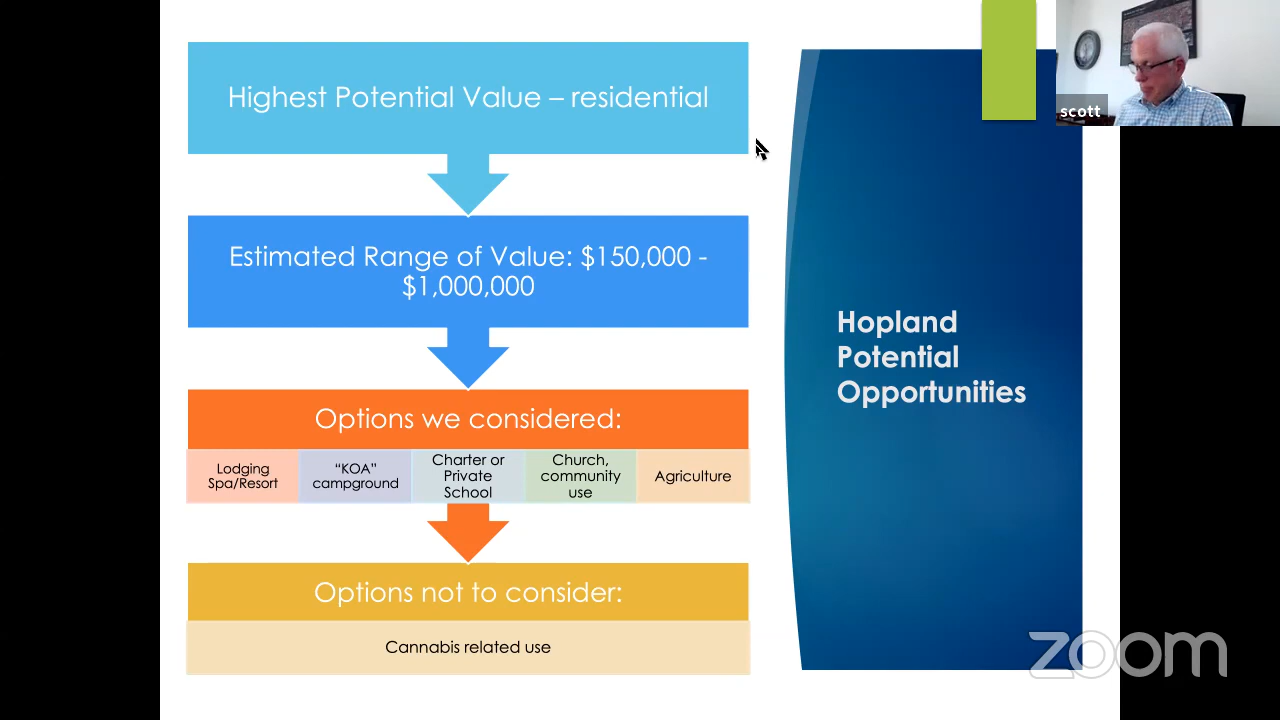 Highest Potential Value – residential
Estimated Range of Value: $150,000 -
$1,000,000
Options we considered:
Lodging
Spa/Resort
“KOA”
campground
Charter or
Private
School
Church,
community
use
Agriculture
Options not to consider:
Cannabis related use
Hopland
Potential
Opportunities
scott
zoom